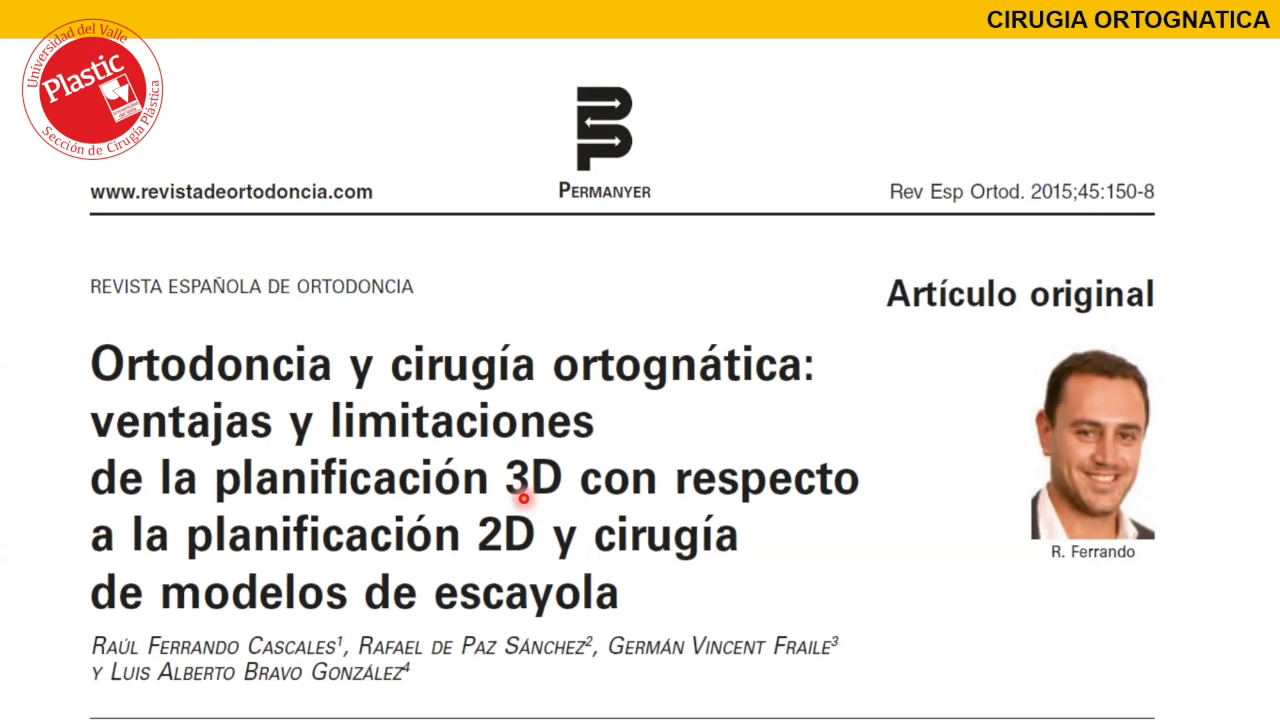 CIRUGIA ORTOGNATICA
Universidad del Valle
Plastic
Sección de Cirugía Plástica
PERMANYER
www.revistadeortodoncia.com
Rev Esp Ortod. 2015;45:150-8
REVISTA ESPAÑOLA DE ORTODONCIA
Artículo original
Ortodoncia y cirugía ortognática:
ventajas y limitaciones
de la planificación 3D con respecto
a la planificación 2D y cirugía
de modelos de escayola
R. Ferrando
RAÚL FERRANDO CASCALES¹, RAFAEL DE PAZ SÁNCHEZ², GERMÁN VINCENT FRAILE³
Y LUIS ALBERTO BRAVO GONZÁLEZ⁴